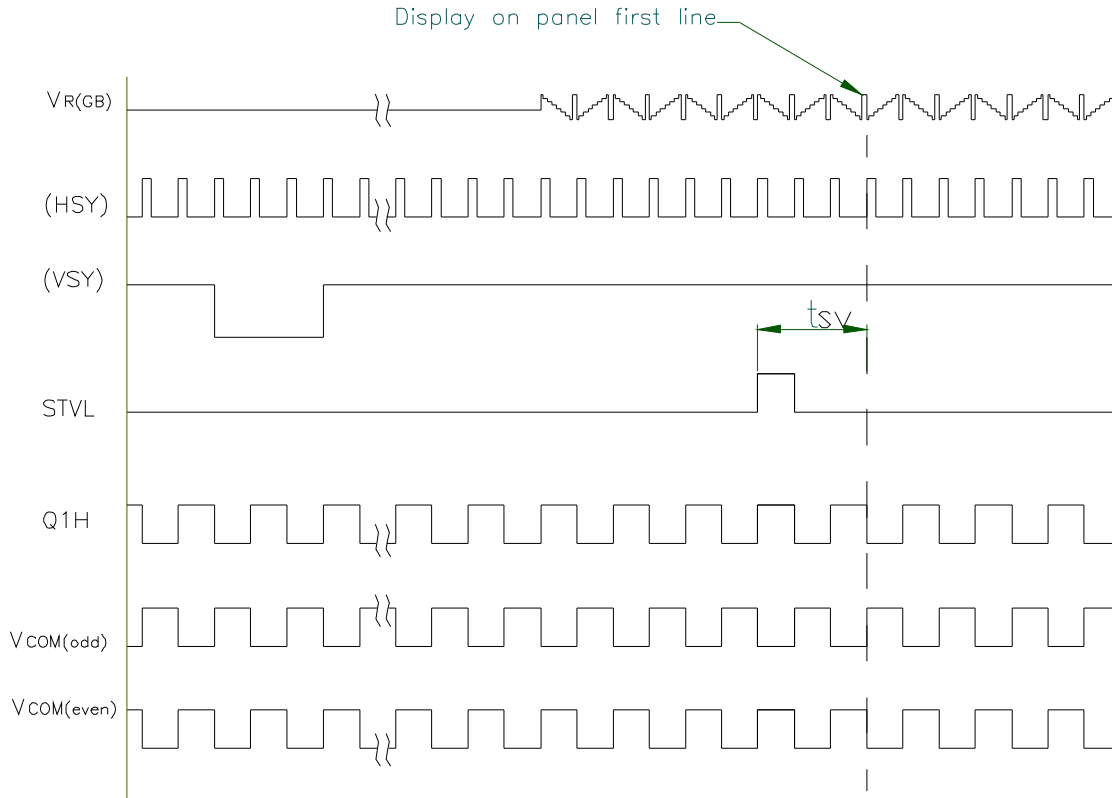 Display on panel first line
VR(GB)
(HSY)
(VSY)
tsv
STVL
Q1H
VCOM(odd)
VCOM(even)